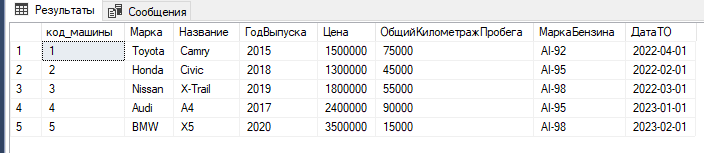 Результаты Сообщения
код_машины Марка Название ГодВыпуска Цена ОбщийКилометражПробега МаркаБензина ДатаТО
1 1 Toyota Camry 2015 1500000 75000 AI-92 2022-04-01
2 2 Honda Civic 2018 1300000 45000 AI-95 2022-02-01
3 3 Nissan X-Trail 2019 1800000 55000 AI-98 2022-03-01
4 4 Audi A4 2017 2400000 90000 AI-95 2023-01-01
5 5 BMW X5 2020 3500000 15000 AI-98 2023-02-01